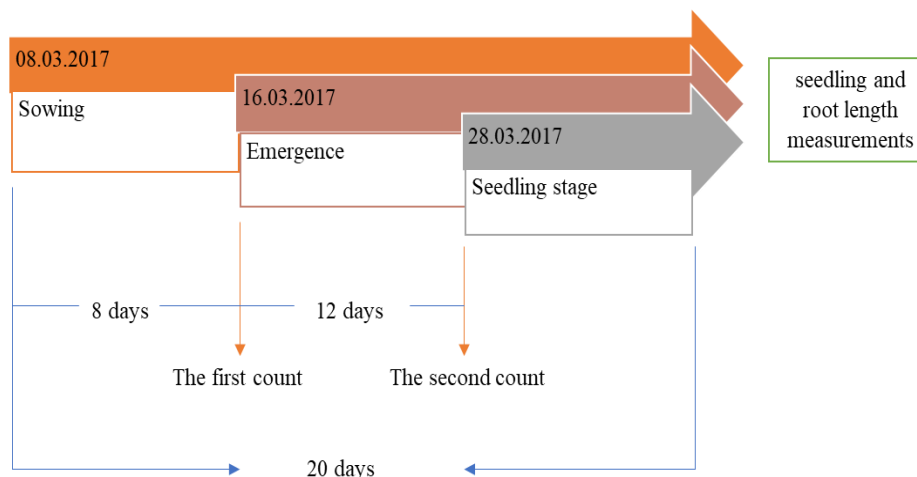 08.03.2017
Sowing
16.03.2017
Emergence
28.03.2017
Seedling stage
seedling and
root length
measurements
8 days
12 days
The first count
The second count
20 days